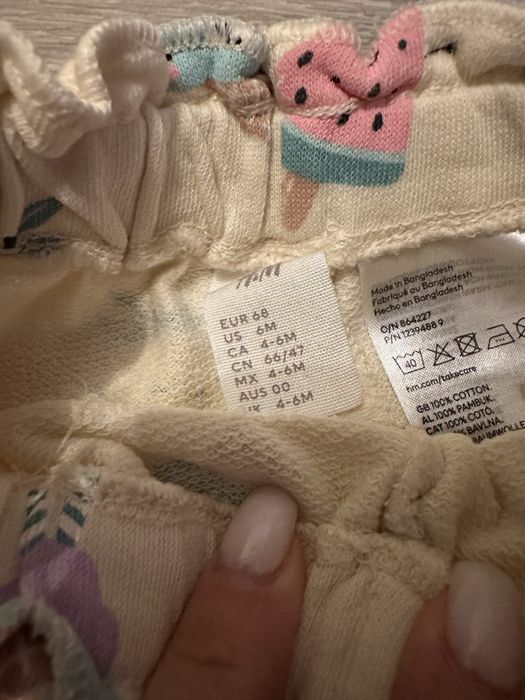 H&M
EUR 68
US 6M
CA 4-6M
CN 66/47
MX 4-6M
AUS 00
4-6M
Made in Bangladesh
Fabriqué au Bangladesh
Hecho en Bangladesh
O/N 864227
P/N 1239488 9
40
hm.com/takecare
GB 100% COTTON.
AL 100% PAMBUK.
CAT 100% COTÓ.
BAVLNA.
BAUMWOLLE